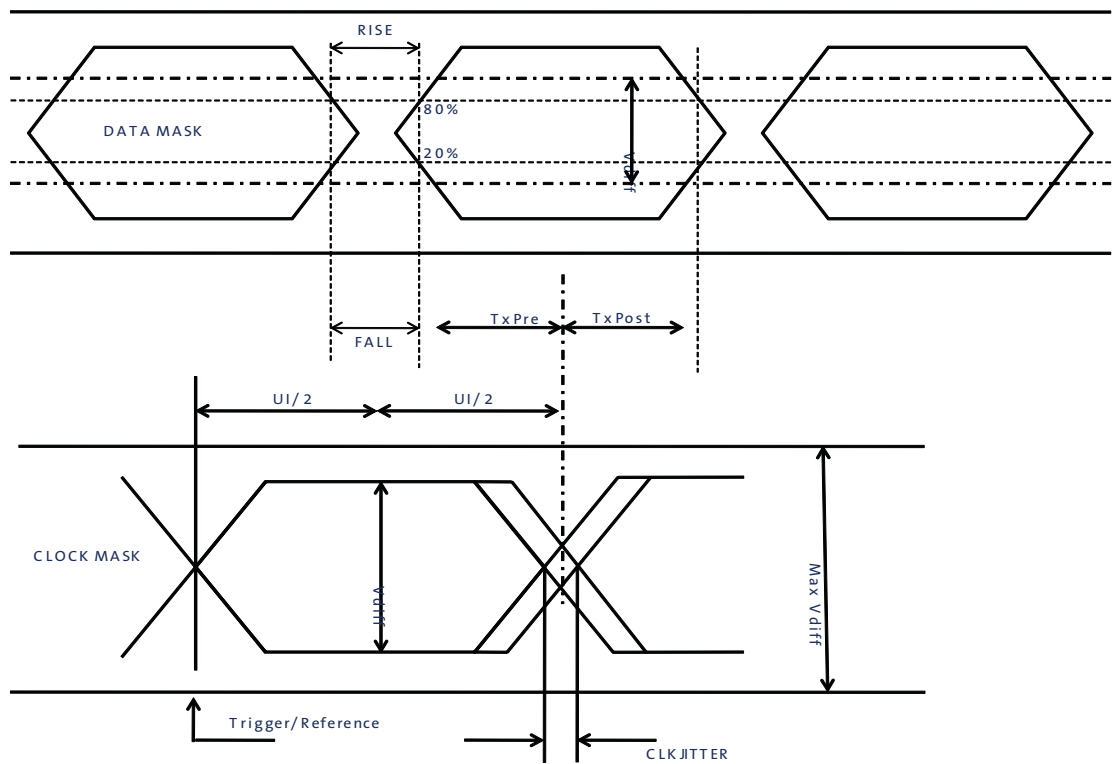 RISE
80%
DATA MASK
20%
Vdiff
TxPre
TxPost
FALL
UI/2
UI/2
CLOCK MASK
Vdiff
Max Vdiff
Trigger/Reference
CLKJITTER